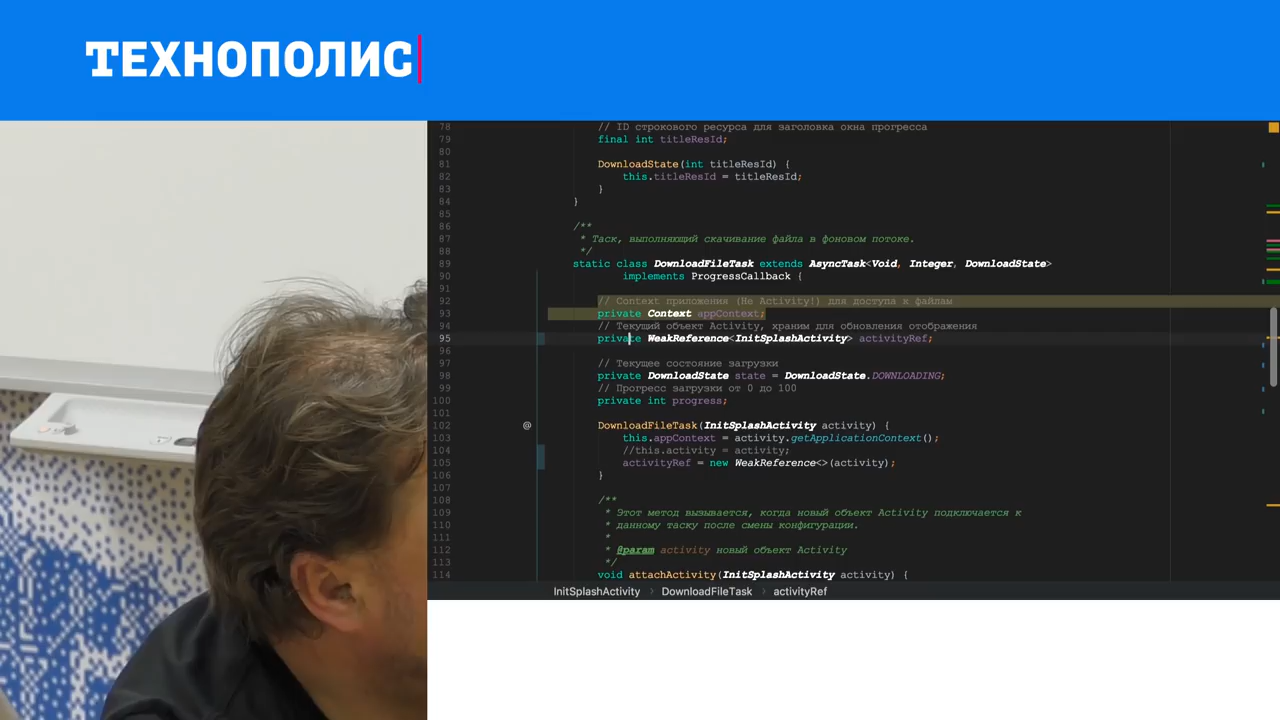 ТЕХНОПОЛИС
78 // ID строкового ресурса для заголовка окна прогресса
79 final int titleResId;
80
81 DownloadState(int titleResId) {
82 this.titleResId = titleResId;
83 }
84 }
85
86 /**
87 * Таск, выполняющий скачивание файла в фоновом потоке.
88 */
89 static class DownloadFileTask extends AsyncTask<Void, Integer, DownloadState>
90 implements ProgressCallback {
91
92 // Context приложения (Не Activity!) для доступа к файлам
93 private Context appContext;
94 // Текущий объект Activity, храним для обновления отображения
95 private WeakReference<InitSplashActivity> activityRef;
96
97 // Текущее состояние загрузки
98 private DownloadState state = DownloadState.DOWNLOADING;
99 // Прогресс загрузки от 0 до 100
100 private int progress;
101
102 @ DownloadFileTask(InitSplashActivity activity) {
103 this.appContext = activity.getApplicationContext();
104 //this.activity = activity;
105 activityRef = new WeakReference<>(activity);
106 }
107
108 /**
109 * Этот метод вызывается, когда новый объект Activity подключается к
110 * данному таску после смены конфигурации.
111 *
112 * @param activity новый объект Activity
113 */
114 void attachActivity(InitSplashActivity activity) {
InitSplashActivity › DownloadFileTask › activityRef